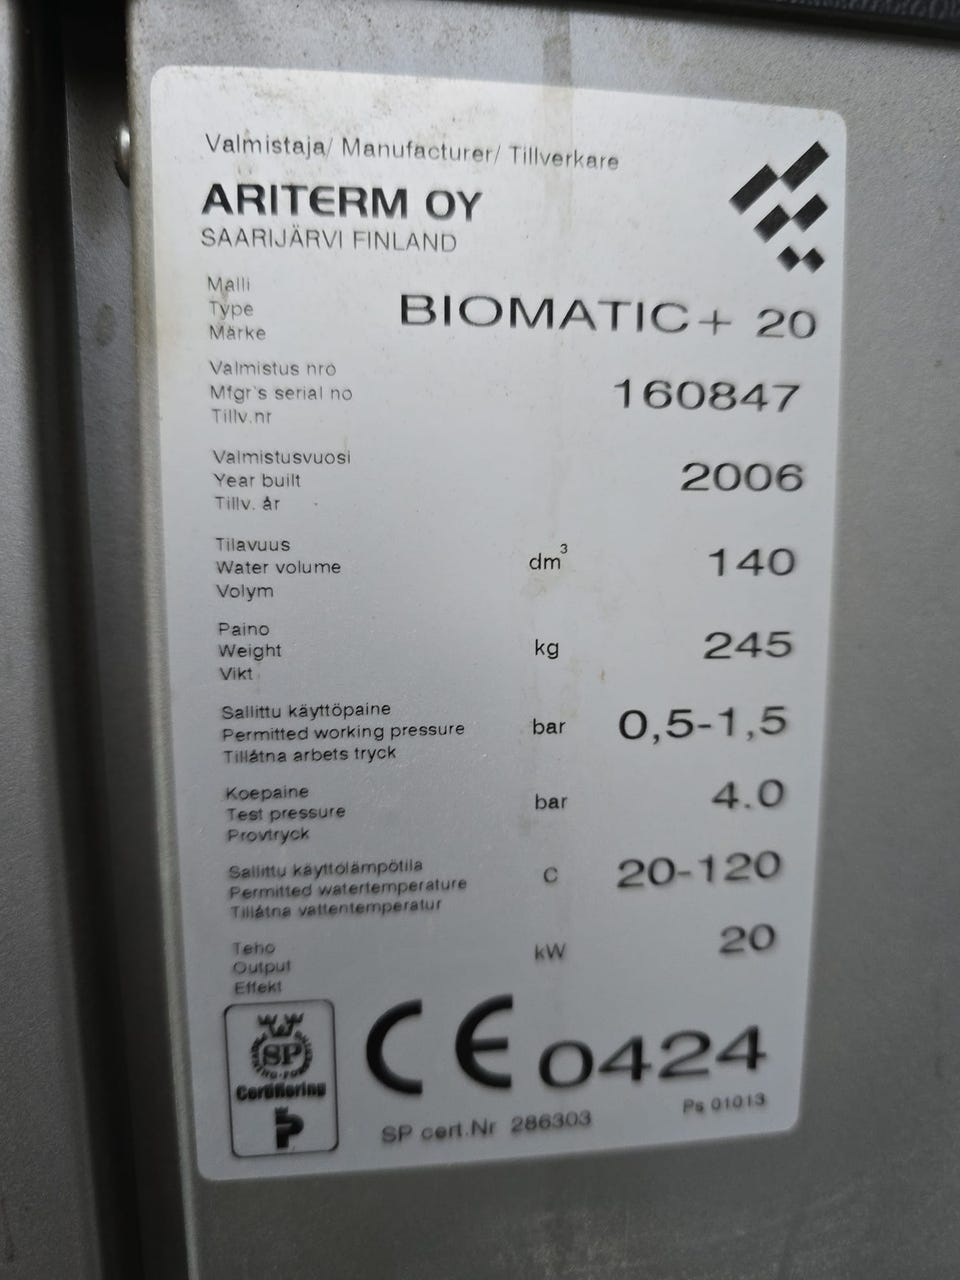 Valmistaja/ Manufacturer/ Tillverkare
ARITERM OY
SAARIJÄRVI FINLAND
Malli
Type
Märke
BIOMATIC+ 20
Valmistus nro
Mfgr's serial no
Tillv.nr
160847
Valmistusvuosi
Year built
Tillv. år
2006
Tilavuus
Water volume
Volym
dm³ 140
Paino
Weight
Vikt
kg 245
Sallittu käyttöpaine
Permitted working pressure
Tillåtna arbets tryck
bar 0,5-1,5
Koepaine
Test pressure
Provtryck
bar 4.0
Sallittu käyttölämpötila
Permitted watertemperature
Tillåtna vattentemperatur
C 20-120
Teho
Output
Effekt
kW 20
SP
Certifiering
P
CE 0424
SP cert.Nr 286303
Ps 01013